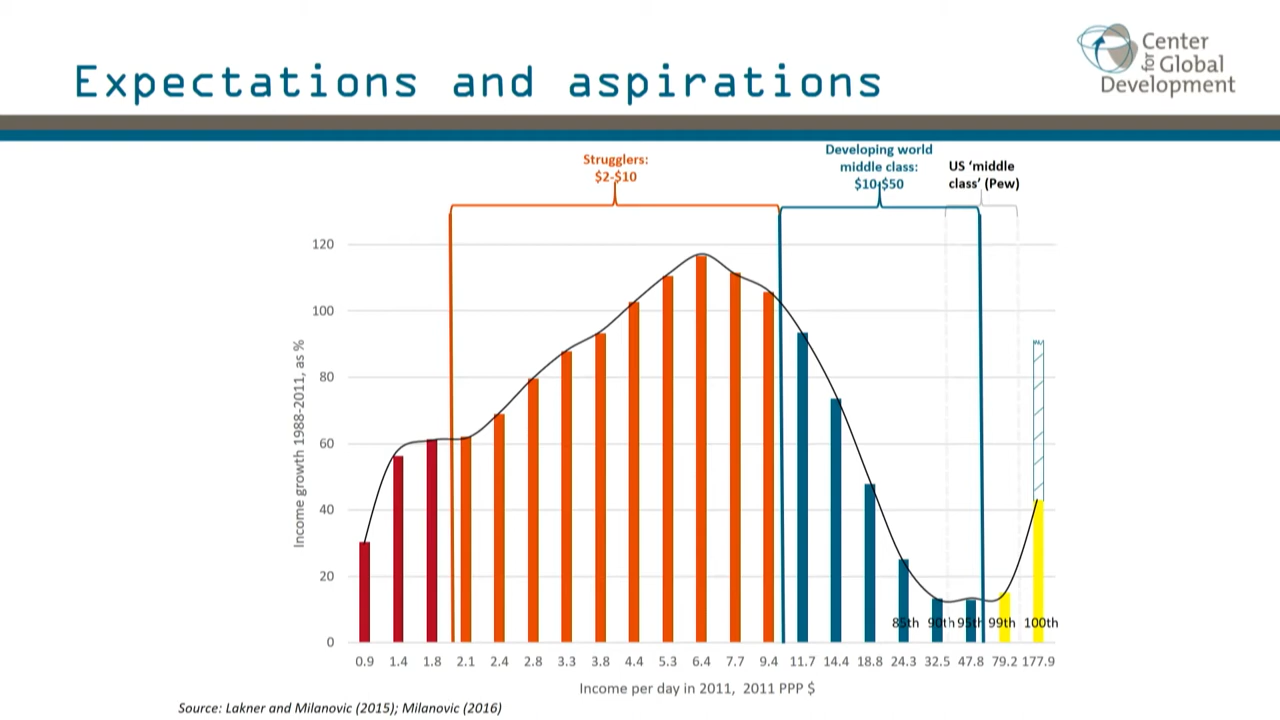 Expectations and aspirations
Center
for Global
Development
Strugglers:
$2-$10
Developing world
middle class:
$10-$50
US ‘middle
class’ (Pew)
120
100
80
60
40
20
0
Income growth 1988-2011, as %
85th 90th 95th 99th 100th
0.9 1.4 1.8 2.1 2.4 2.8 3.3 3.8 4.4 5.3 6.4 7.7 9.4 11.7 14.4 18.8 24.3 32.5 47.8 79.2 177.9
Income per day in 2011, 2011 PPP $
Source: Lakner and Milanovic (2015); Milanovic (2016)